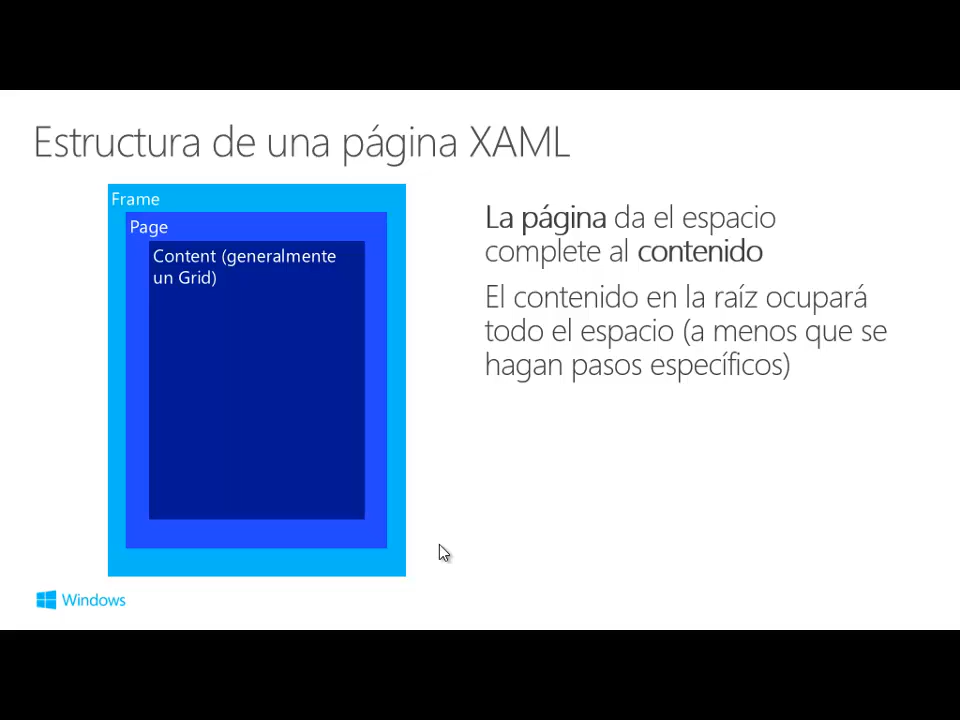 Estructura de una página XAML
Frame
Page
Content (generalmente
un Grid)
La página da el espacio
complete al contenido
El contenido en la raíz ocupará
todo el espacio (a menos que se
hagan pasos específicos)
Windows